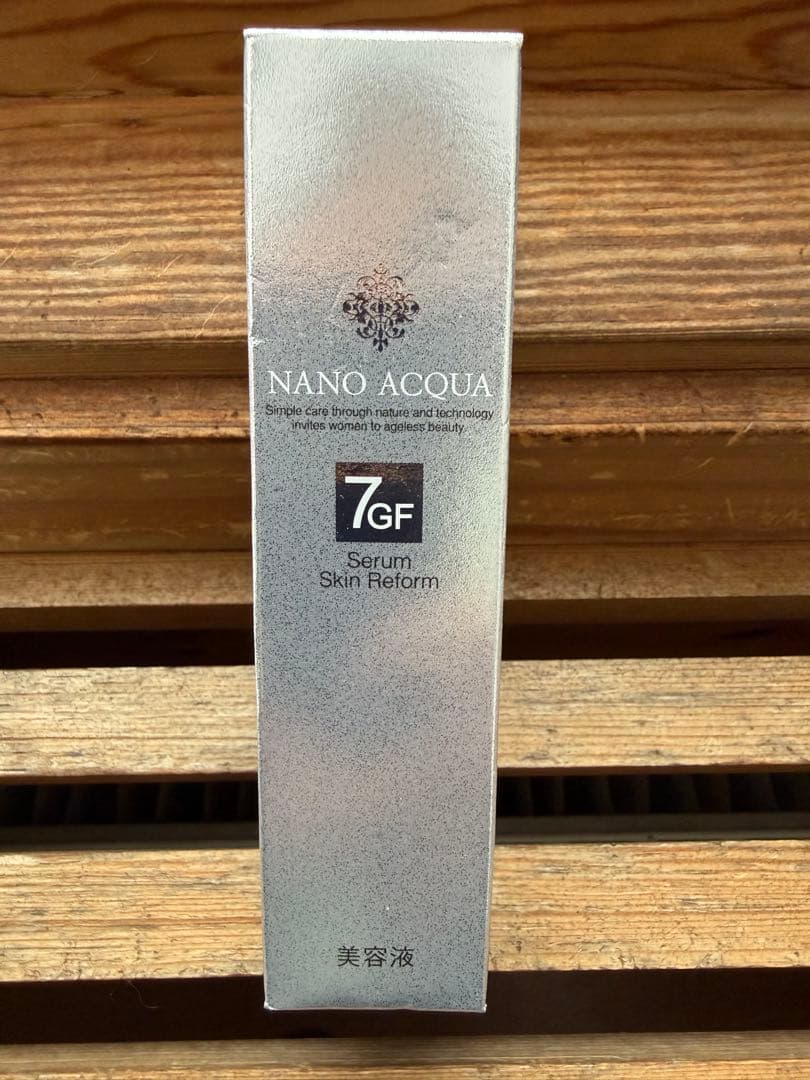 NANO ACQUA
Simple care through nature and technology
invites women to ageless beauty.
7GF
Serum
Skin Reform
美容液